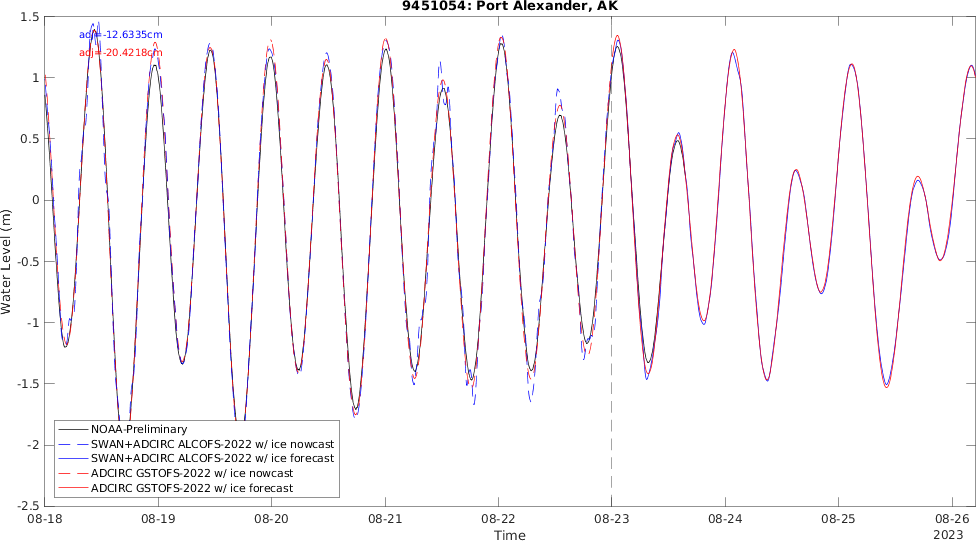 9451054: Port Alexander, AK
adj=-12.6335cm
adj=-20.4218cm
Water Level (m)
1.5
1
0.5
0
-0.5
-1
-1.5
-2
-2.5
NOAA-Preliminary
SWAN+ADCIRC ALCOFS-2022 w/ ice nowcast
SWAN+ADCIRC ALCOFS-2022 w/ ice forecast
ADCIRC GSTOFS-2022 w/ ice nowcast
ADCIRC GSTOFS-2022 w/ ice forecast
08-18 08-19 08-20 08-21 08-22 08-23 08-24 08-25 08-26
Time
2023